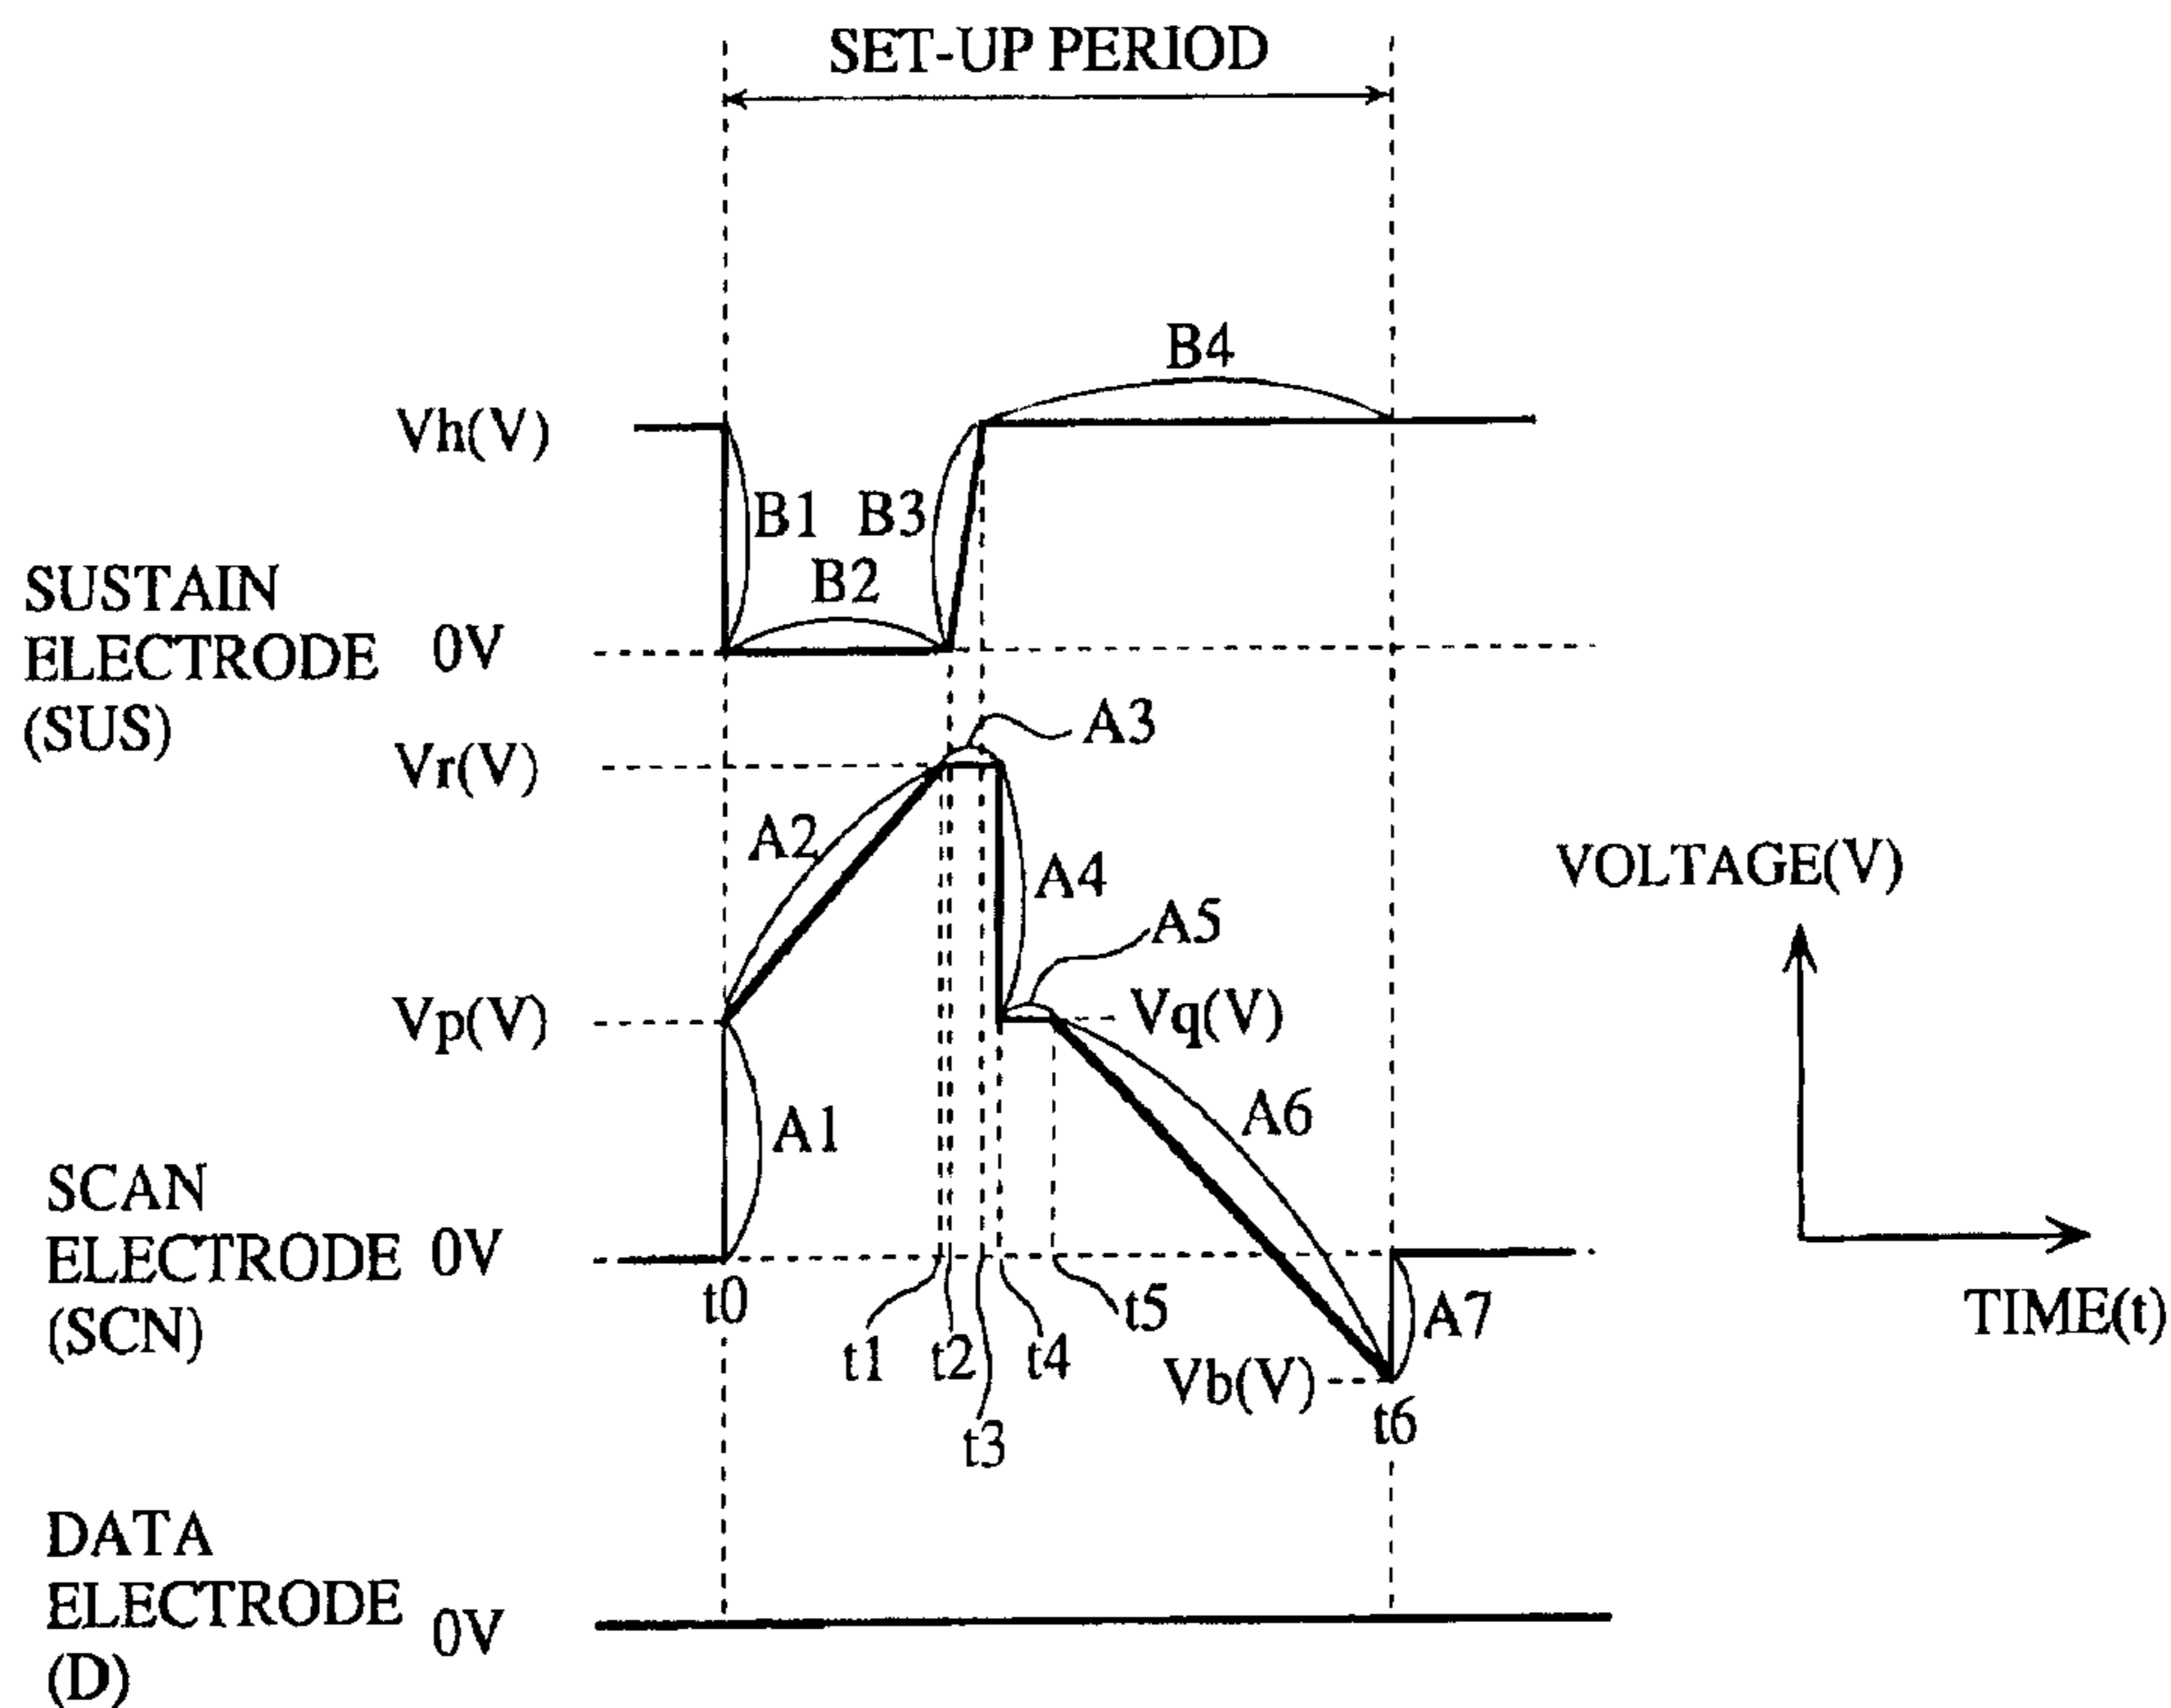 SET-UP PERIOD
B4
Vh(V)
B1 B3
B2
SUSTAIN
ELECTRODE 0V
(SUS)
A3
Vr(V)
A2
A4
VOLTAGE(V)
A5
Vp(V)
Vq(V)
A6
A1
SCAN
ELECTRODE 0V
(SCN)
t0
t5
A7
TIME(t)
t1 t2 t4
Vb(V)
t3
t6
DATA
ELECTRODE 0V
(D)